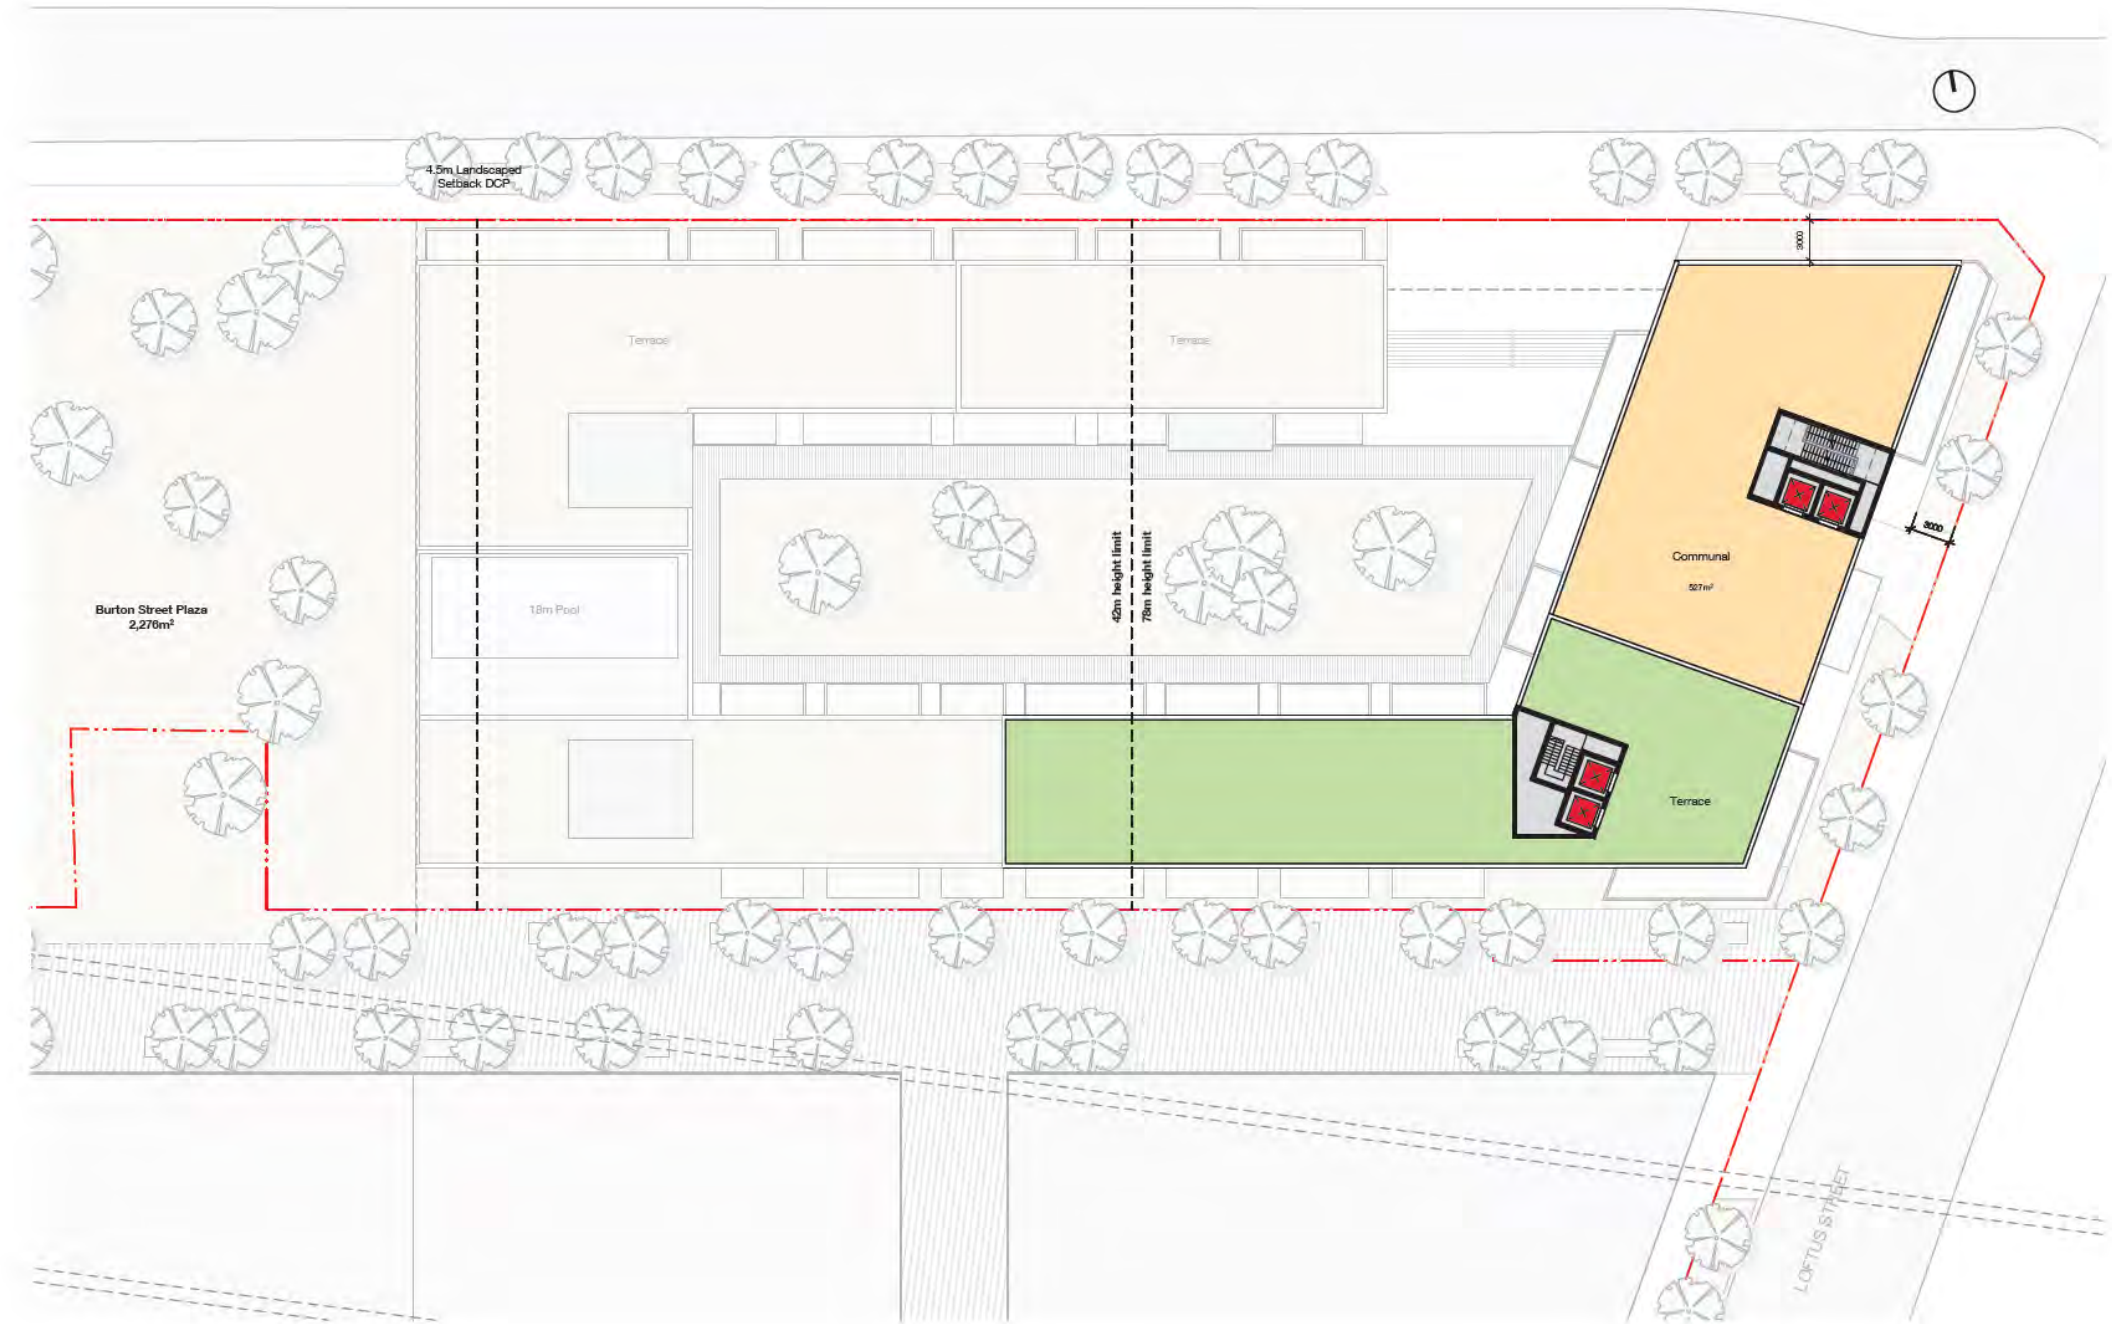 4.5m Landscaped
Setback DCP
3000
Terrace
Terrace
3000
42m height limit
78m height limit
Communal
527m²
Burton Street Plaza
2,276m²
18m Pool
Terrace
LOFTUS STREET